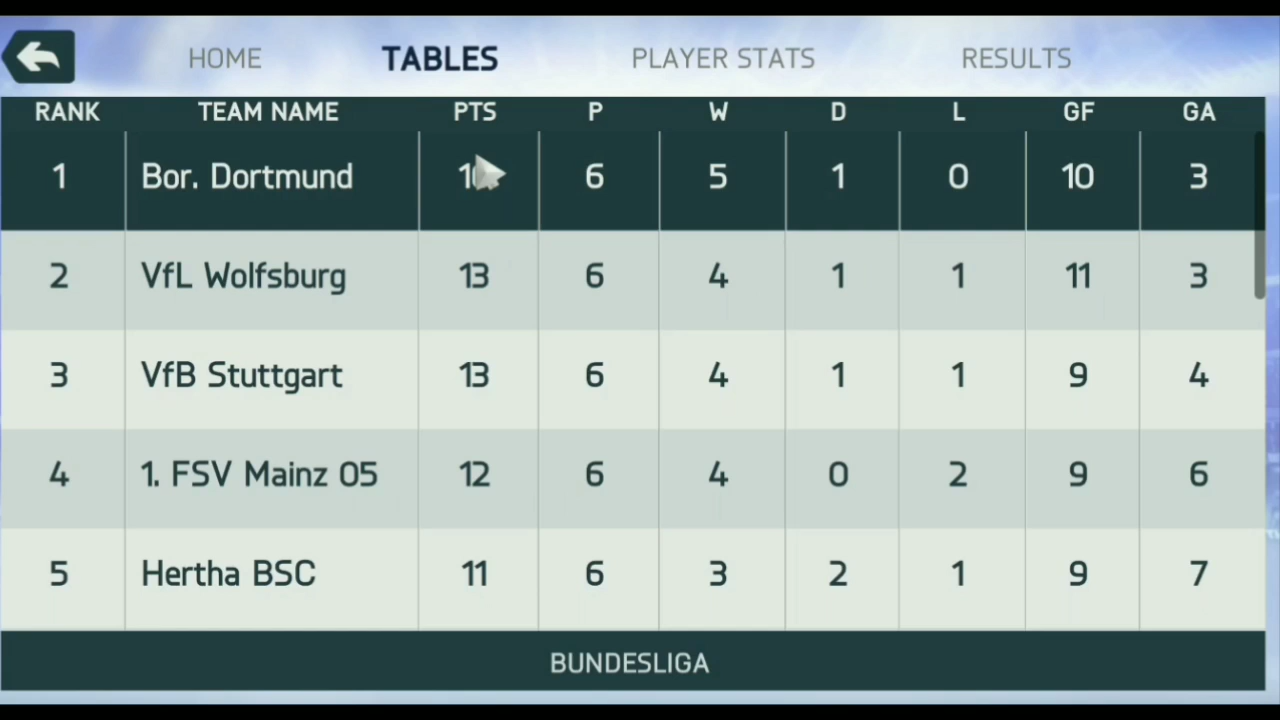 HOME TABLES PLAYER STATS RESULTS
RANK TEAM NAME PTS P W D L GF GA
1 Bor. Dortmund 6 5 1 0 10 3
2 VfL Wolfsburg 13 6 4 1 1 11 3
3 VfB Stuttgart 13 6 4 1 1 9 4
4 1. FSV Mainz 05 12 6 4 0 2 9 6
5 Hertha BSC 11 6 3 2 1 9 7
BUNDESLIGA